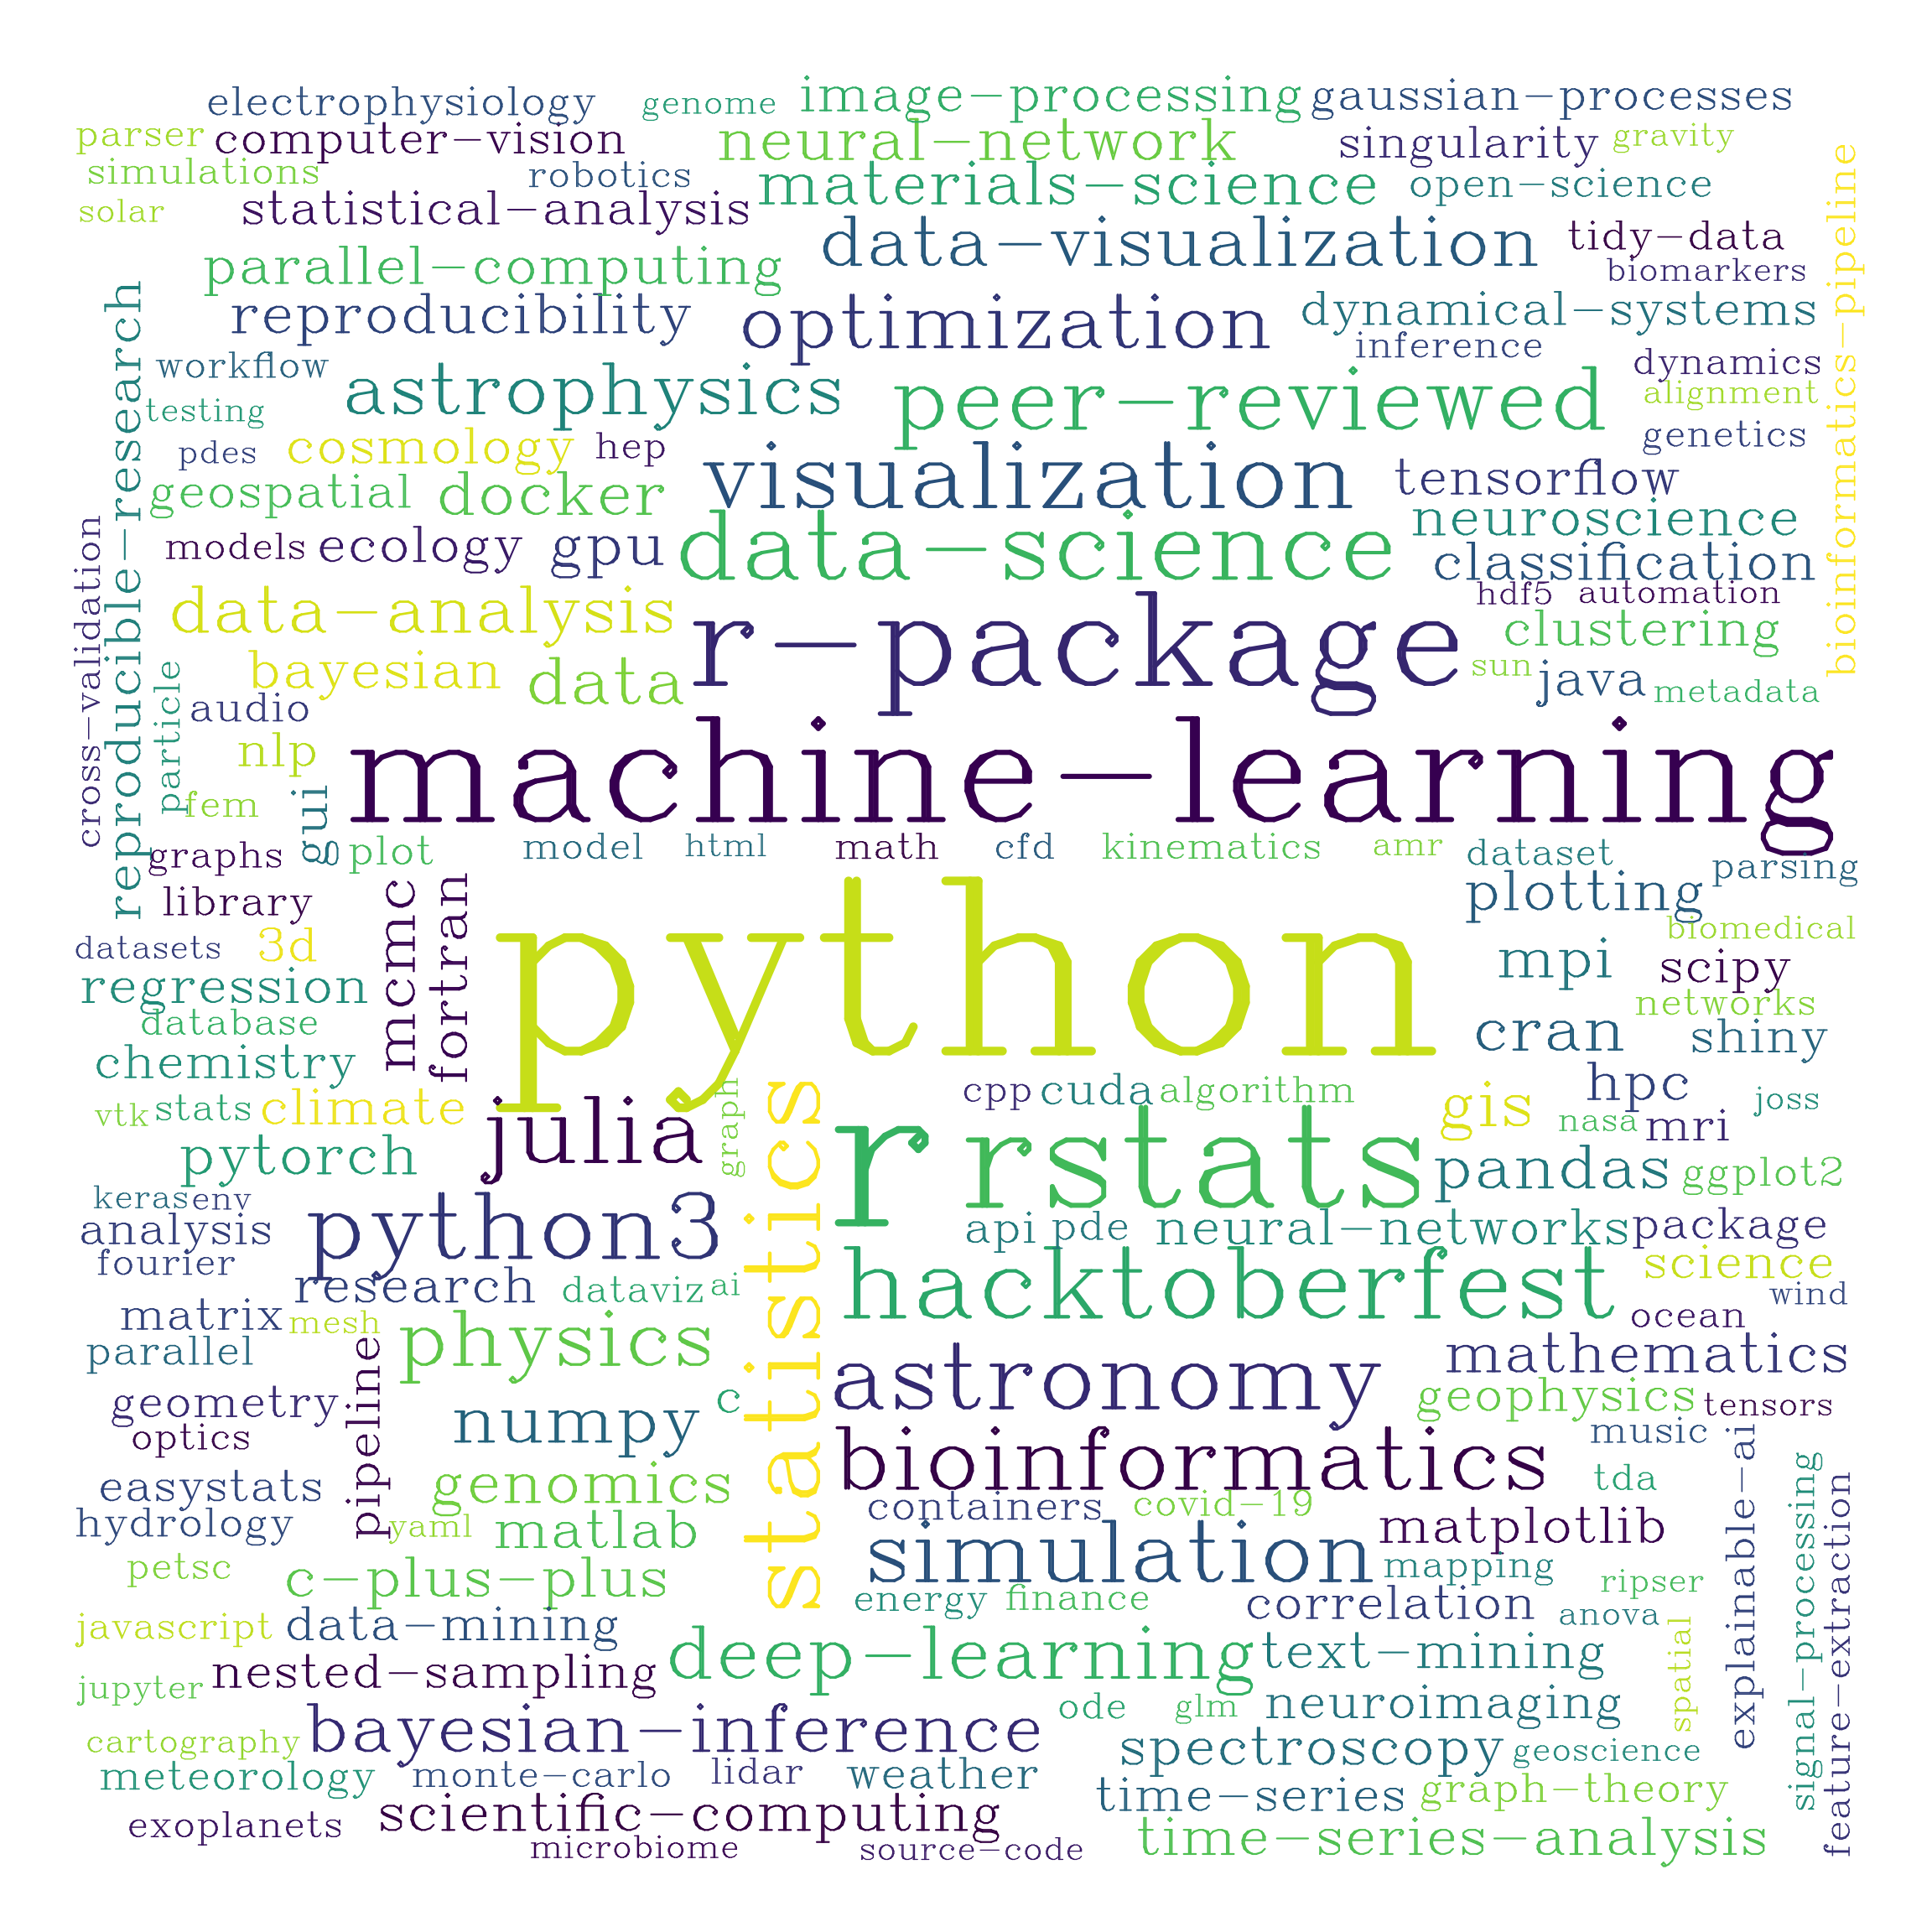 electrophysiology
genome
image-processing
gaussian-processes
parser
computer-vision
neural-network
singularity
gravity
simulations
robotics
materials-science
open-science
solar
statistical-analysis
data-visualization
tidy-data
bioinformatics-pipeline
parallel-computing
biomarkers
reproducible-research
reproducibility
optimization
dynamical-systems
inference
workflow
astrophysics
peer-reviewed
dynamics
testing
alignment
pdes
cosmology
hep
visualization
genetics
geospatial
docker
tensorflow
cross-validation
data-science
neuroscience
models
ecology
gpu
classification
data-analysis
r-package
hdf5
automation
clustering
bayesian
data
sun
java
metadata
particle
audio
machine-learning
nlp
fem
gui
graphs
plot
model
html
math
cfd
kinematics
amr
dataset
parsing
library
mcmc
fortran
python
plotting
datasets
3d
biomedical
regression
mpi
scipy
database
networks
chemistry
cran
shiny
vtk
stats
climate
julia
graph
statistics
cpp
cuda
algorithm
gis
hpc
nasa
mri
joss
pytorch
r
rstats
pandas
ggplot2
keras
env
analysis
python3
api
pde
neural-networks
package
fourier
research
dataviz
ai
hacktoberfest
science
matrix
mesh
wind
ocean
parallel
pipeline
physics
astronomy
mathematics
geometry
c
geophysics
tensors
optics
numpy
bioinformatics
music
explainable-ai
easystats
genomics
tda
signal-processing
feature-extraction
hydrology
yaml
matlab
containers
covid-19
matplotlib
petsc
c-plus-plus
simulation
mapping
ripser
energy
finance
correlation
anova
javascript
data-mining
deep-learning
text-mining
spatial
jupyter
nested-sampling
ode
glm
neuroimaging
cartography
bayesian-inference
spectroscopy
geoscience
meteorology
monte-carlo
lidar
weather
time-series
graph-theory
exoplanets
scientific-computing
microbiome
source-code
time-series-analysis